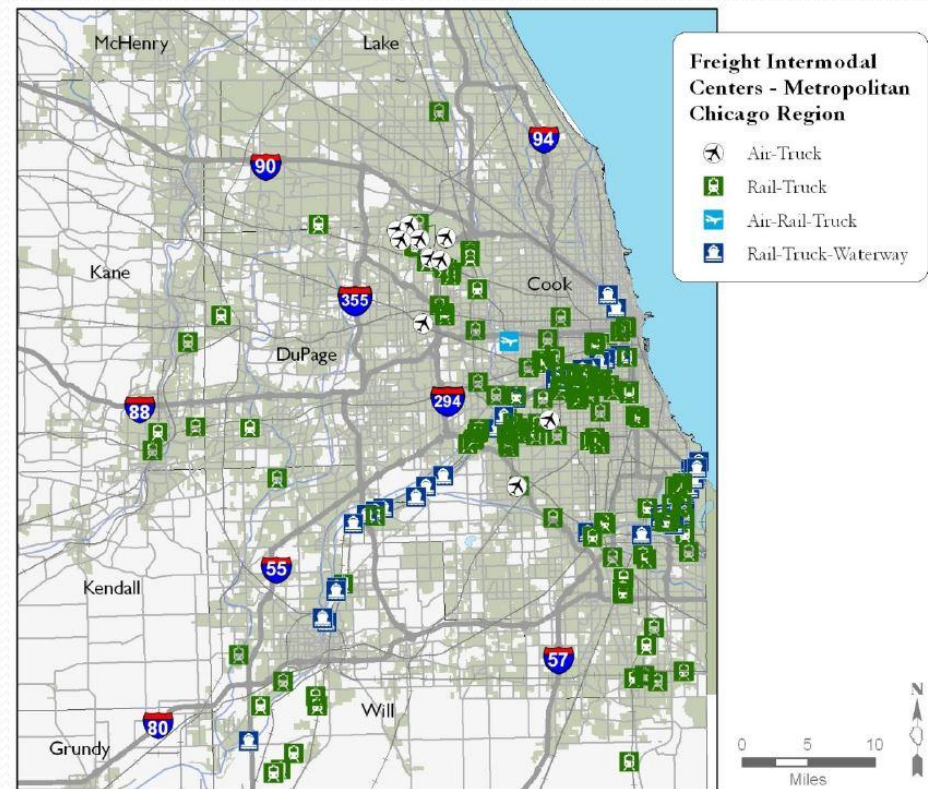 McHenry
Lake
94
90
Kane
355
Cook
DuPage
294
88
55
Kendall
57
Will
80
Grundy
Freight Intermodal
Centers - Metropolitan
Chicago Region
Air-Truck
Rail-Truck
Air-Rail-Truck
Rail-Truck-Waterway
N
0 5 10
Miles